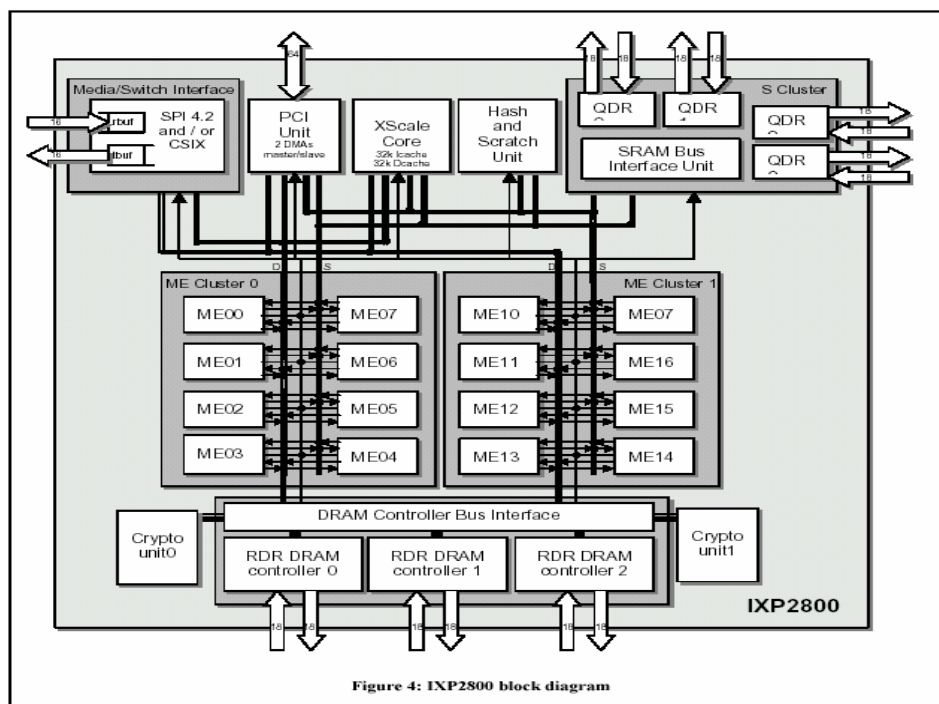 64
18
18
18
18
Media/Switch Interface
S Cluster
16
rbuf
SPI 4.2
and / or
CSIX
16
tbuf
PCI
Unit
2 DMAs
master/slave
XScale
Core
32k Icache
32k Dcache
Hash
and
Scratch
Unit
QDR
QDR
QDR
QDR
SRAM Bus
Interface Unit
18
18
18
18
D
S
D
S
ME Cluster 0
ME00
ME07
ME01
ME06
ME02
ME05
ME03
ME04
ME Cluster 1
ME10
ME07
ME11
ME16
ME12
ME15
ME13
ME14
DRAM Controller Bus Interface
Crypto
unit0
RDR DRAM
controller 0
RDR DRAM
controller 1
RDR DRAM
controller 2
Crypto
unit1
18
18
18
18
18
18
IXP2800
Figure 4: IXP2800 block diagram